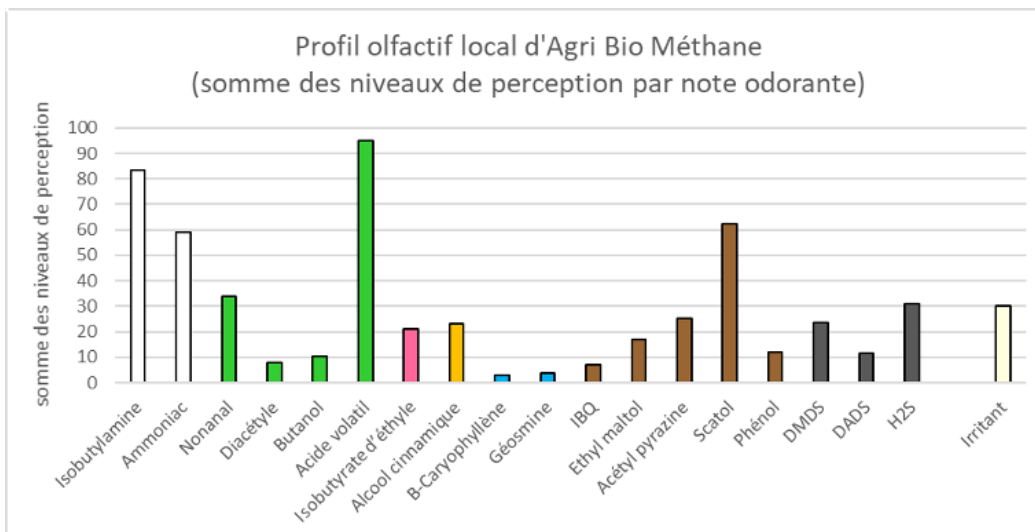 Profil olfactif local d'Agri Bio Méthane
(somme des niveaux de perception par note odorante)
somme des niveaux de perception
100
90
80
70
60
50
40
30
20
10
0
Isobutylamine
Ammoniac
Nonanal
Diacétyle
Butanol
Acide volatil
Isobutyrate d'éthyle
Alcool cinnamique
B-Caryophyllène
Géosmine
IBQ
Ethyl maltol
Acétyl pyrazine
Scatol
Phénol
DMDS
DADS
H2S
Irritant